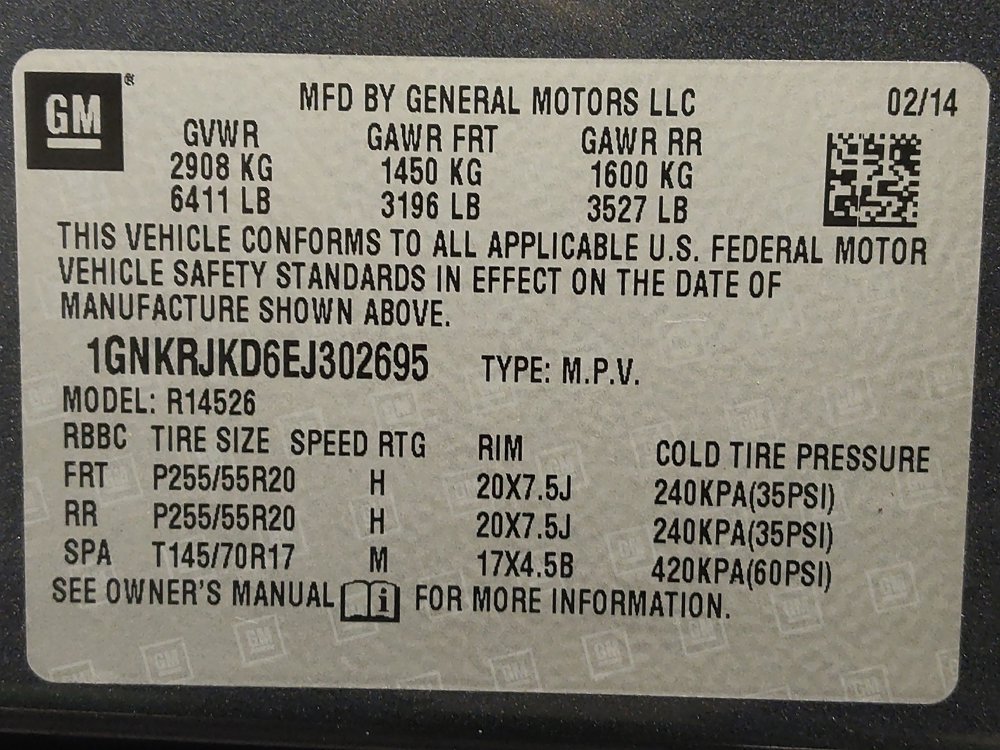 GM ®
MFD BY GENERAL MOTORS LLC 02/14
GVWR GAWR FRT GAWR RR
2908 KG 1450 KG 1600 KG
6411 LB 3196 LB 3527 LB
THIS VEHICLE CONFORMS TO ALL APPLICABLE U.S. FEDERAL MOTOR
VEHICLE SAFETY STANDARDS IN EFFECT ON THE DATE OF
MANUFACTURE SHOWN ABOVE.
1GNKRJKD6EJ302695 TYPE: M.P.V.
MODEL: R14526
RBBC TIRE SIZE SPEED RTG RIM COLD TIRE PRESSURE
FRT P255/55R20 H 20X7.5J 240KPA(35PSI)
RR P255/55R20 H 20X7.5J 240KPA(35PSI)
SPA T145/70R17 M 17X4.5B 420KPA(60PSI)
SEE OWNER'S MANUAL i FOR MORE INFORMATION.